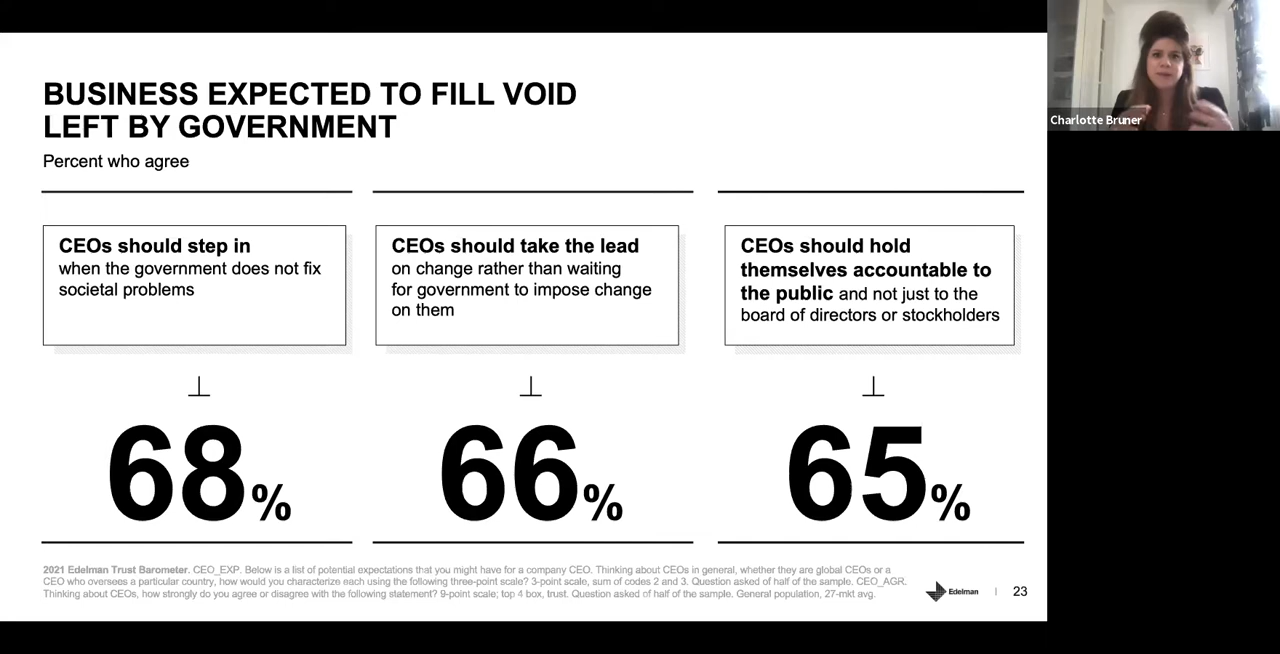 BUSINESS EXPECTED TO FILL VOID
LEFT BY GOVERNMENT
Percent who agree
CEOs should step in
when the government does not fix
societal problems
68%
CEOs should take the lead
on change rather than waiting
for government to impose change
on them
66%
CEOs should hold
themselves accountable to
the public and not just to the
board of directors or stockholders
65%
2021 Edelman Trust Barometer. CEO_EXP. Below is a list of potential expectations that you might have for a company CEO. Thinking about CEOs in general, whether they are global CEOs or a
CEO who oversees a particular country, how would you characterize each using the following three-point scale? 3-point scale, sum of codes 2 and 3. Question asked of half of the sample. CEO_AGR.
Thinking about CEOs, how strongly do you agree or disagree with the following statement? 9-point scale; top 4 box, trust. Question asked of half of the sample. General population, 27-mkt avg.
Edelman | 23
Charlotte Bruner